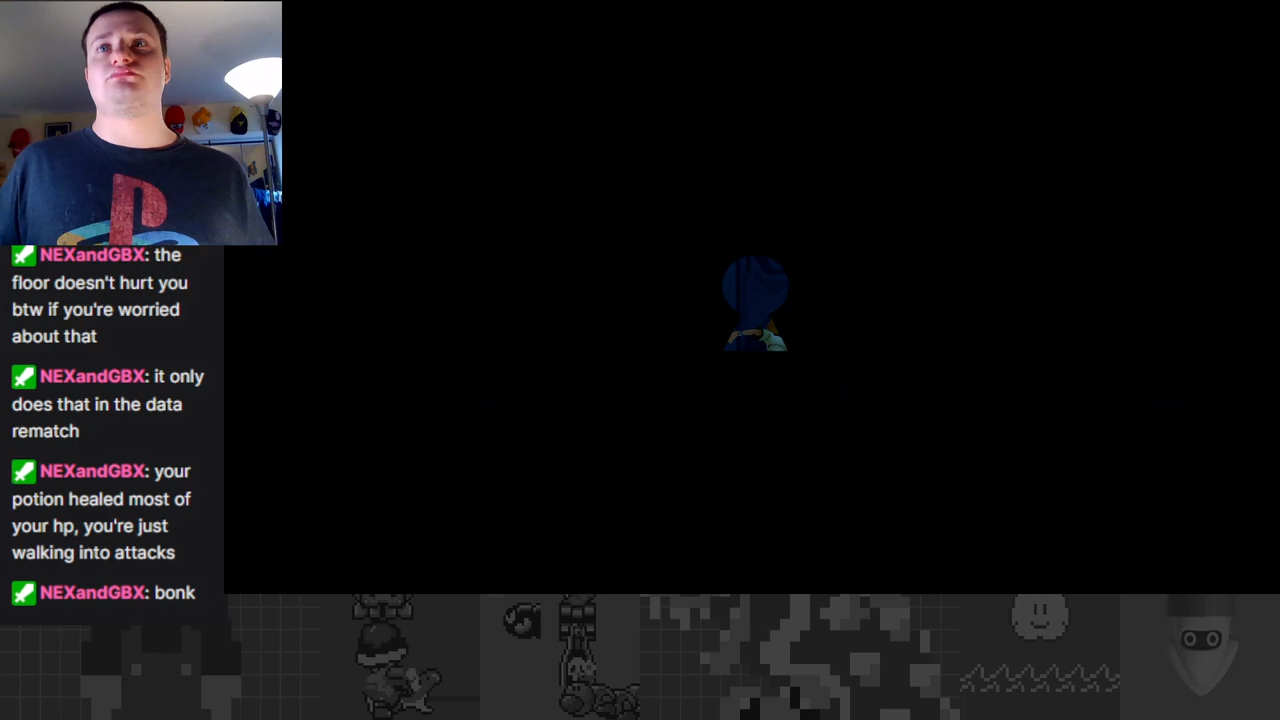 NEXandGBX: the
floor doesn't hurt you
btw if you're worried
about that
NEXandGBX: it only
does that in the data
rematch
NEXandGBX: your
potion healed most of
your hp, you're just
walking into attacks
NEXandGBX: bonk